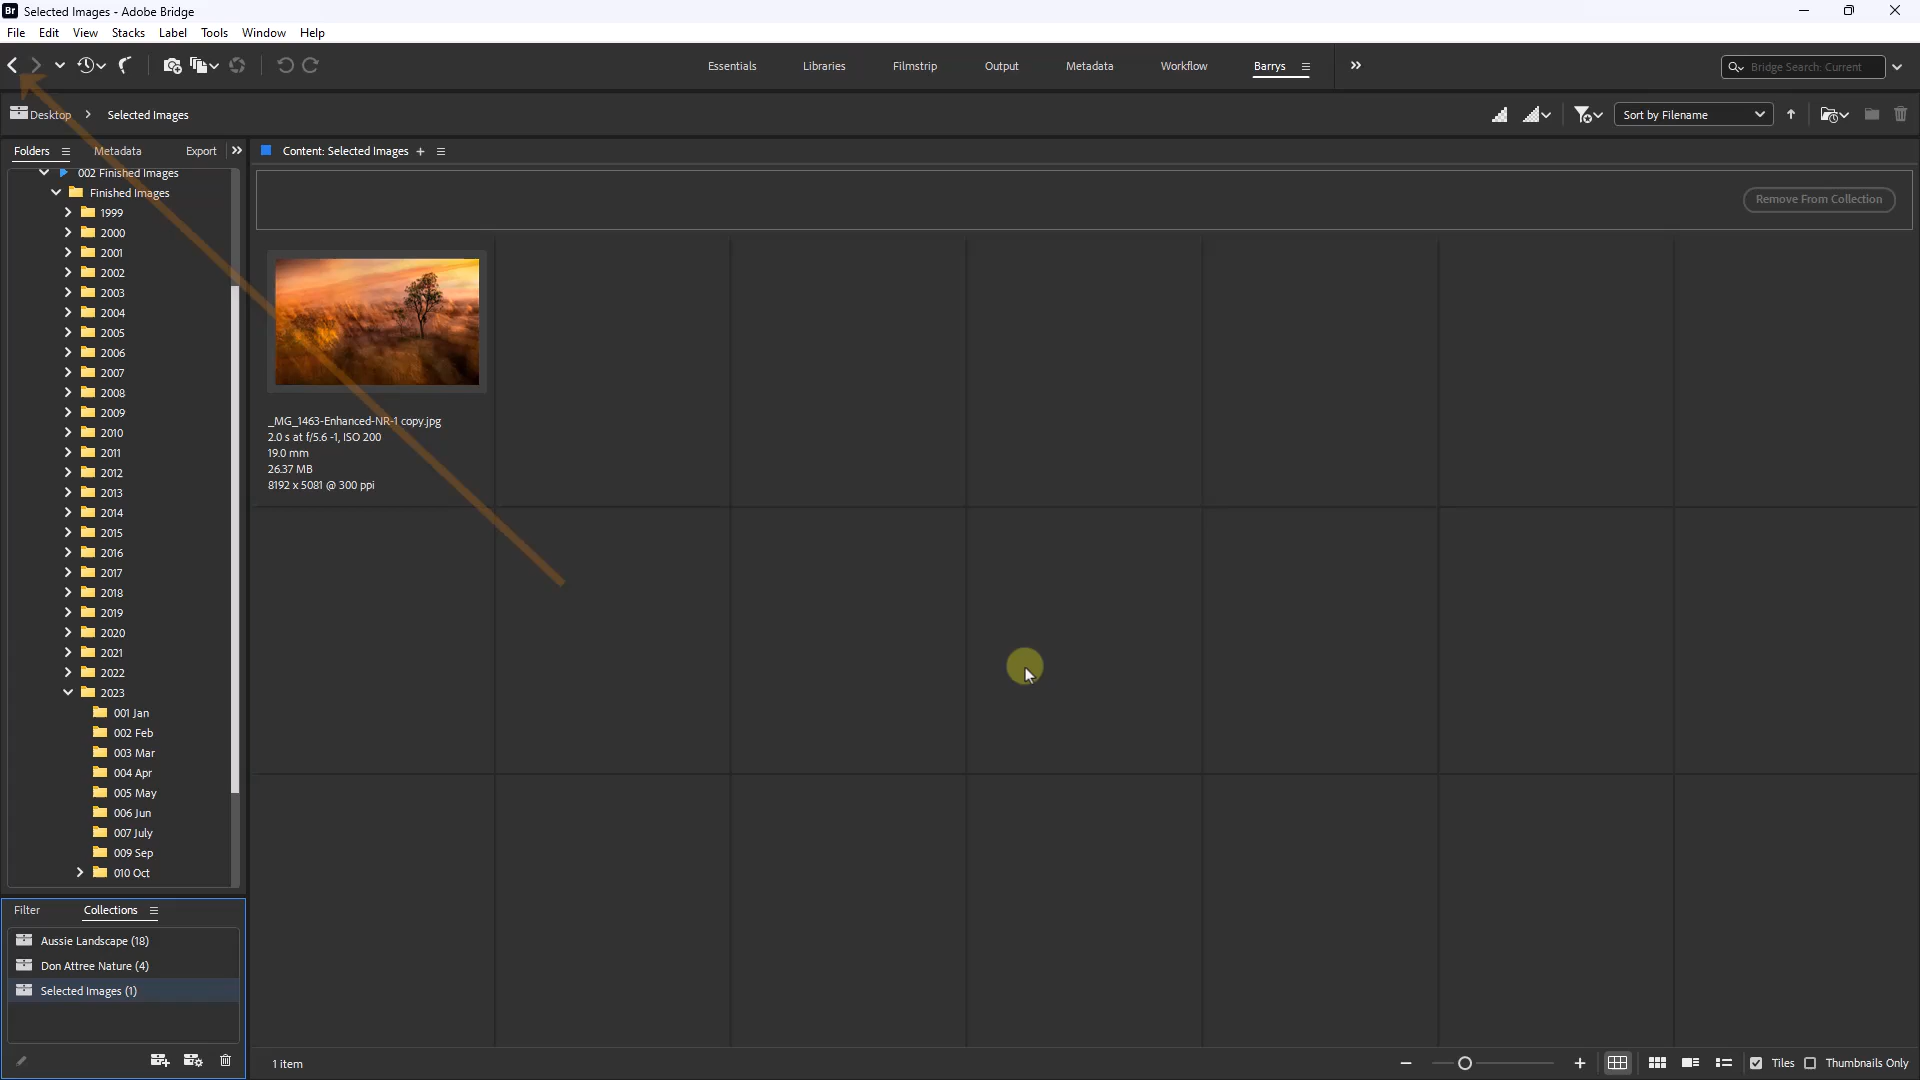 Br Selected Images - Adobe Bridge
File Edit View Stacks Label Tools Window Help
Essentials Libraries Filmstrip Output Metadata Workflow Barrys Bridge Search: Current
Desktop Selected Images Sort by Filename
Folders Metadata Export Content: Selected Images
002 Finished Images
Finished Images
Remove From Collection
1999
2000
2001
2002
2003
2004
2005
2006
2007
2008
2009
2010
2011
2012
2013
2014
2015
2016
2017
2018
2019
2020
2021
2022
2023
001 Jan
002 Feb
003 Mar
004 Apr
005 May
006 Jun
007 July
009 Sep
010 Oct
_MG_1463-Enhanced-NR-1 copy.jpg
2.0 s at f/5.6 -1, ISO 200
19.0 mm
26.37 MB
8192 x 5081 @ 300 ppi
Filter Collections
Aussie Landscape (18)
Don Attree Nature (4)
Selected Images (1)
1 item Tiles Thumbnails Only